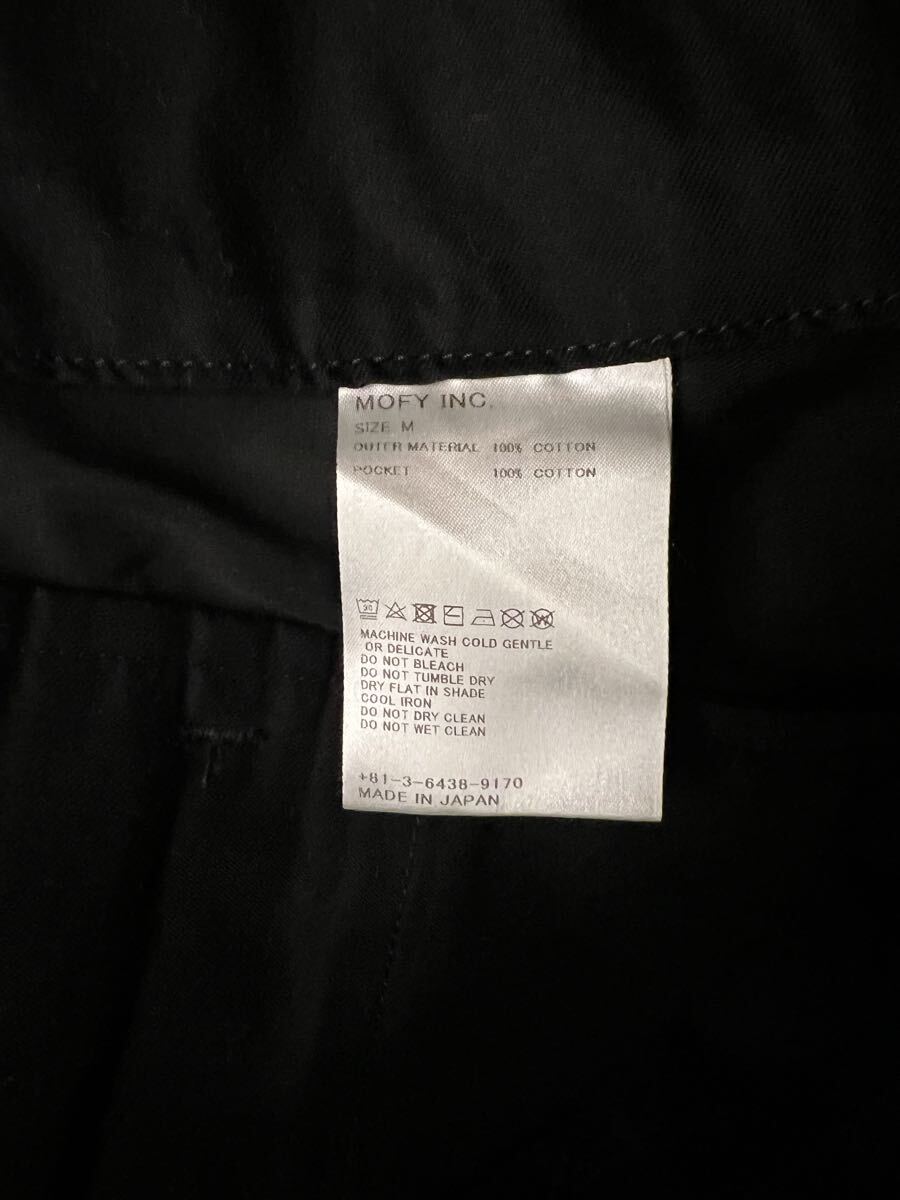 MOFY INC.
SIZE M
OUTER MATERIAL 100% COTTON
POCKET 100% COTTON
30
W
MACHINE WASH COLD GENTLE
OR DELICATE
DO NOT BLEACH
DO NOT TUMBLE DRY
DRY FLAT IN SHADE
COOL IRON
DO NOT DRY CLEAN
DO NOT WET CLEAN
+81-3-6438-9170
MADE IN JAPAN